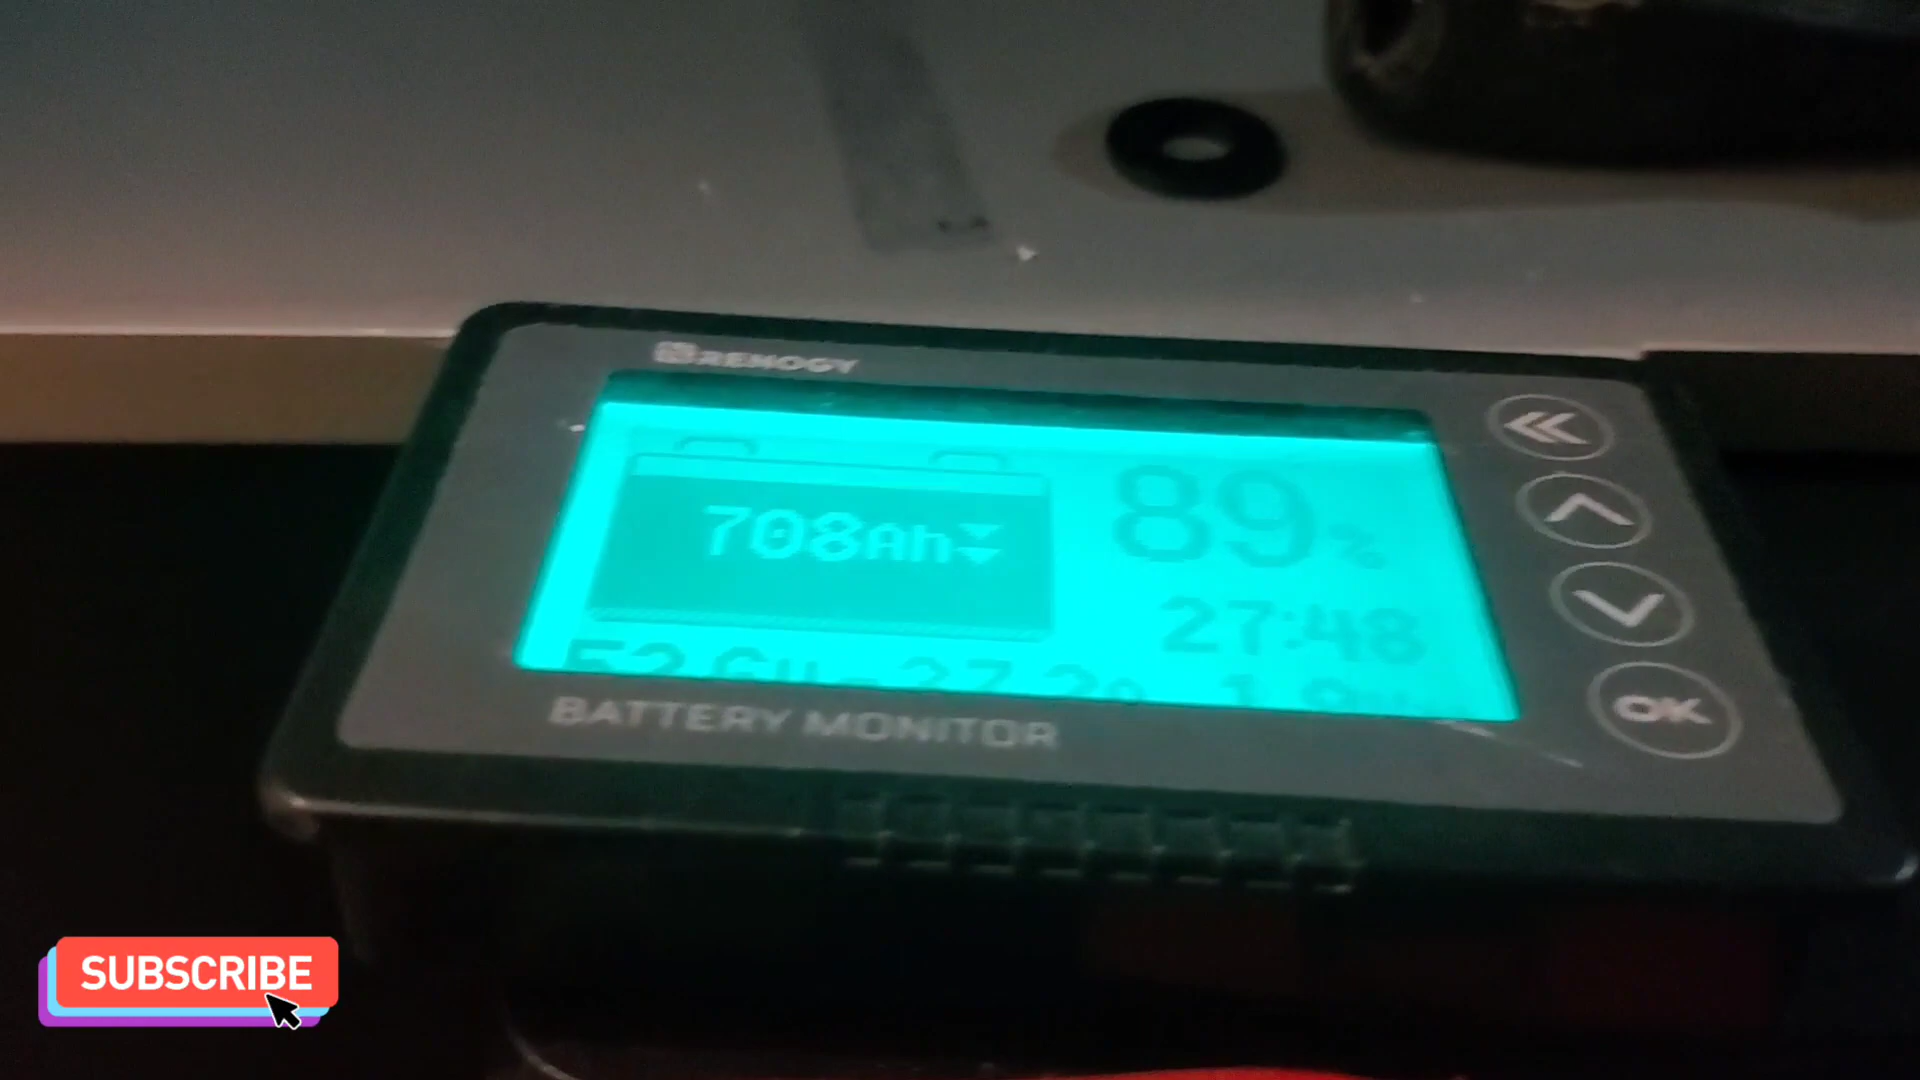 RENOGY
708Ah
89%
27:48
BATTERY MONITOR
OK
SUBSCRIBE